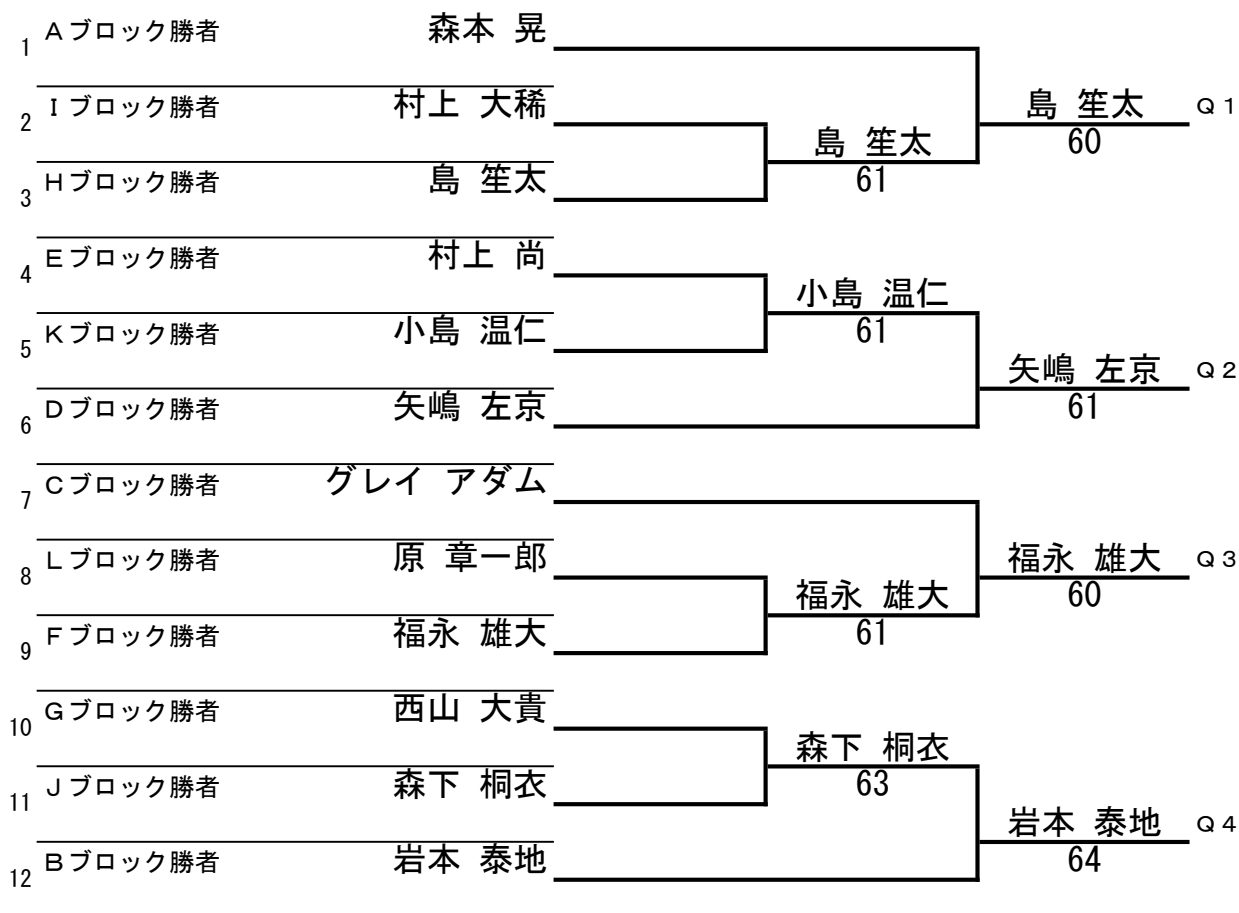 1 Aブロック勝者 森本 晃
2 Iブロック勝者 村上 大稀
3 Hブロック勝者 島 笙太
4 Eブロック勝者 村上 尚
5 Kブロック勝者 小島 温仁
6 Dブロック勝者 矢嶋 左京
7 Cブロック勝者 グレイ アダム
8 Lブロック勝者 原 章一郎
9 Fブロック勝者 福永 雄大
10 Gブロック勝者 西山 大貴
11 Jブロック勝者 森下 桐衣
12 Bブロック勝者 岩本 泰地
島 笙太
61
小島 温仁
61
福永 雄大
61
森下 桐衣
63
島 笙太 Q1
60
矢嶋 左京 Q2
61
福永 雄大 Q3
60
岩本 泰地 Q4
64